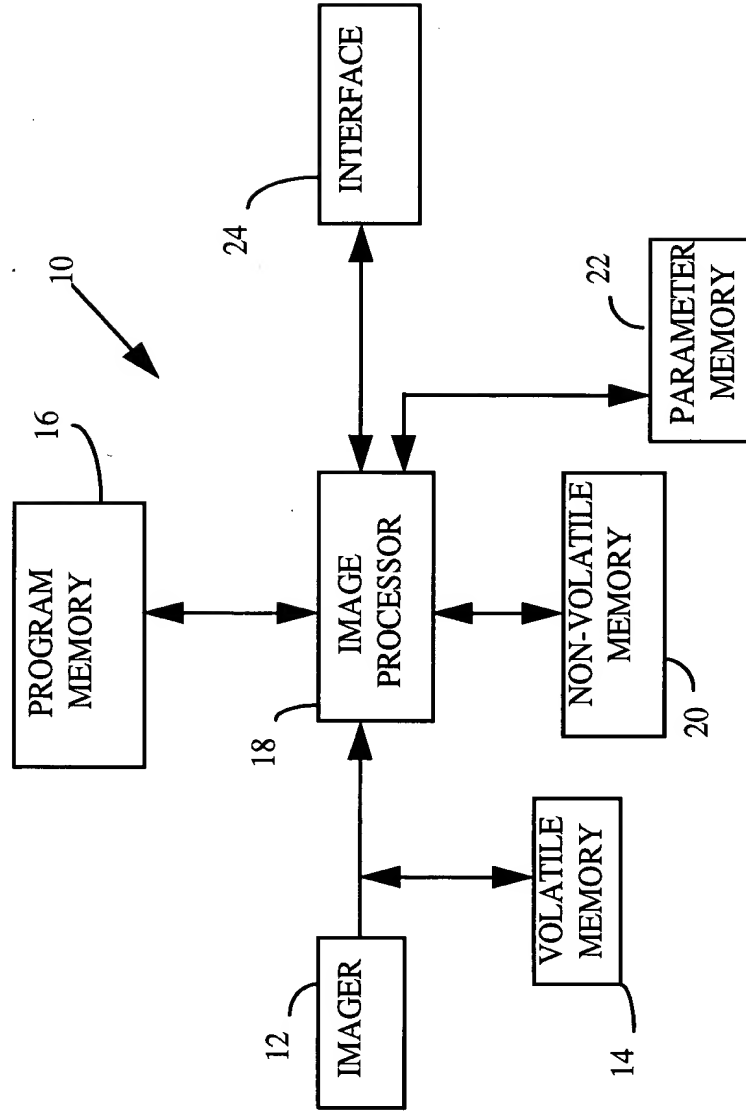 10
16
PROGRAM
MEMORY
12
IMAGER
18
IMAGE
PROCESSOR
24
INTERFACE
14
VOLATILE
MEMORY
20
NON-VOLATILE
MEMORY
22
PARAMETER
MEMORY